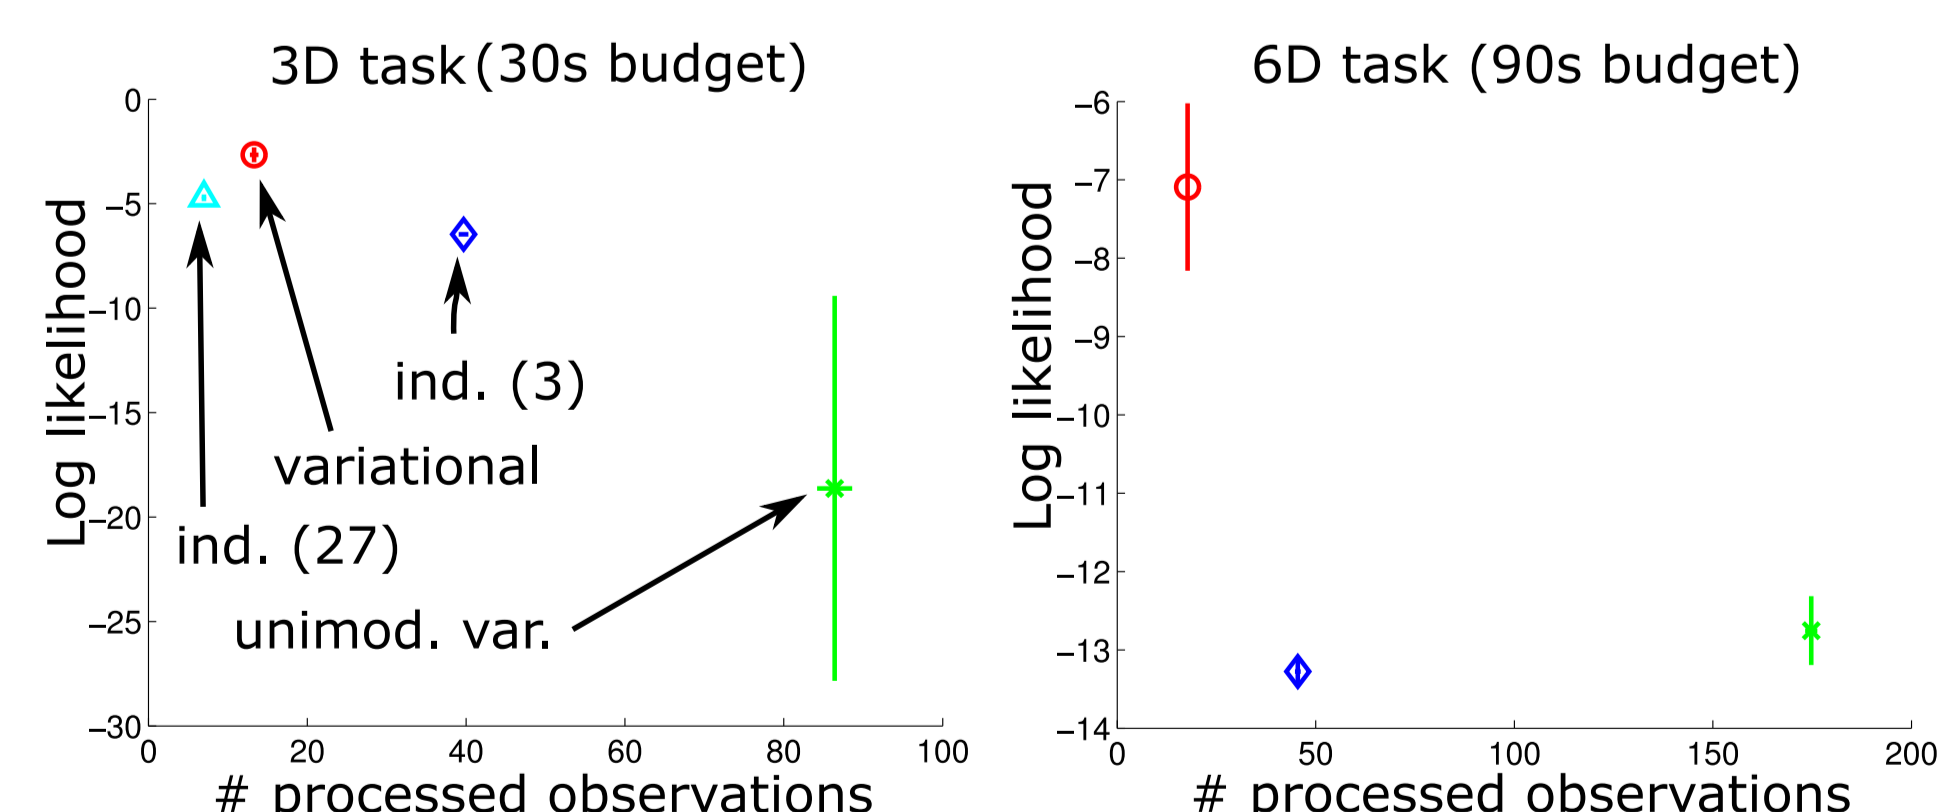 3D task (30s budget)
Log likelihood
0
−5
−10
−15
−20
−25
−30
ind. (3)
variational
ind. (27)
unimod. var.
0 20 40 60 80 100
# processed observations
6D task (90s budget)
Log likelihood
−6
−7
−8
−9
−10
−11
−12
−13
−14
0 50 100 150 200
# processed observations